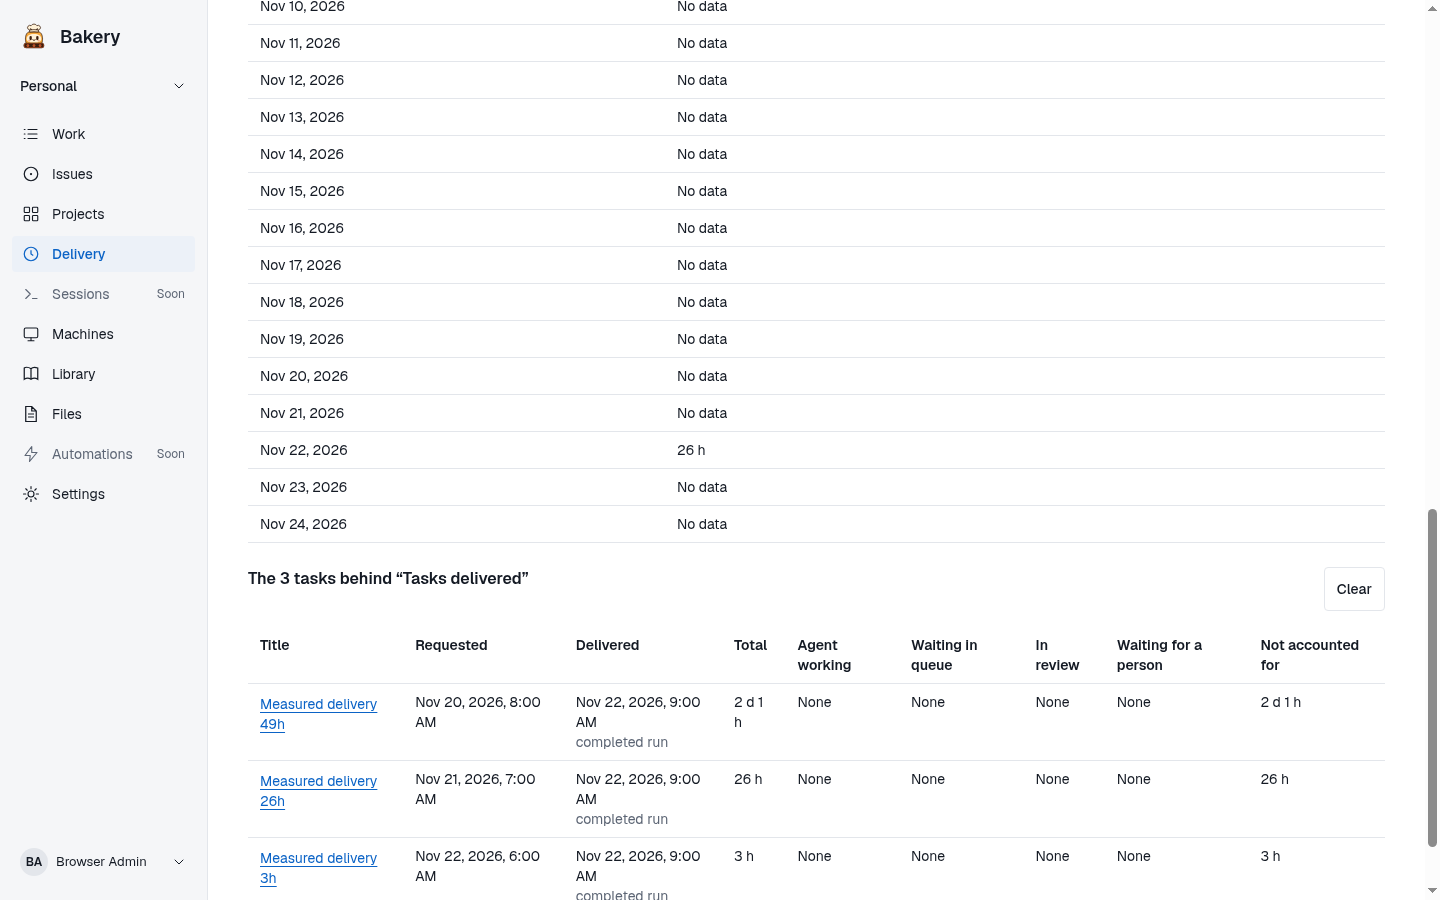 Bakery
Personal
Work
Issues
Projects
Delivery
Sessions Soon
Machines
Library
Files
Automations Soon
Settings
BA Browser Admin
Nov 10, 2026 No data
Nov 11, 2026 No data
Nov 12, 2026 No data
Nov 13, 2026 No data
Nov 14, 2026 No data
Nov 15, 2026 No data
Nov 16, 2026 No data
Nov 17, 2026 No data
Nov 18, 2026 No data
Nov 19, 2026 No data
Nov 20, 2026 No data
Nov 21, 2026 No data
Nov 22, 2026 26 h
Nov 23, 2026 No data
Nov 24, 2026 No data
The 3 tasks behind “Tasks delivered”
Clear
Title Requested Delivered Total Agent working Waiting in queue In review Waiting for a person Not accounted for
Measured delivery 49h Nov 20, 2026, 8:00 AM Nov 22, 2026, 9:00 AM completed run 2 d 1 h None None None None 2 d 1 h
Measured delivery 26h Nov 21, 2026, 7:00 AM Nov 22, 2026, 9:00 AM completed run 26 h None None None None 26 h
Measured delivery 3h Nov 22, 2026, 6:00 AM Nov 22, 2026, 9:00 AM completed run 3 h None None None None 3 h